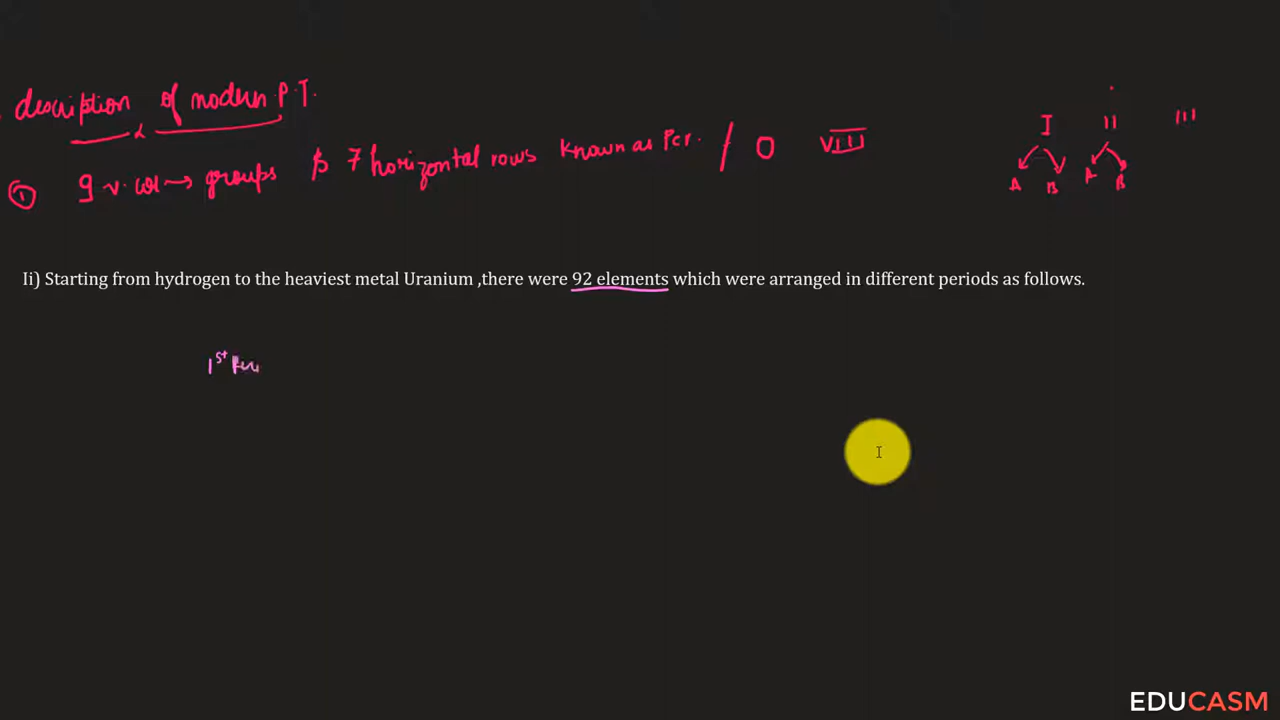 description of modern P.T.
I II III
A B A B
① 9 v. col → groups & 7 horizontal rows known as Per. / 0 VIII
Ii) Starting from hydrogen to the heaviest metal Uranium ,there were 92 elements which were arranged in different periods as follows.
1st
EDUCASM